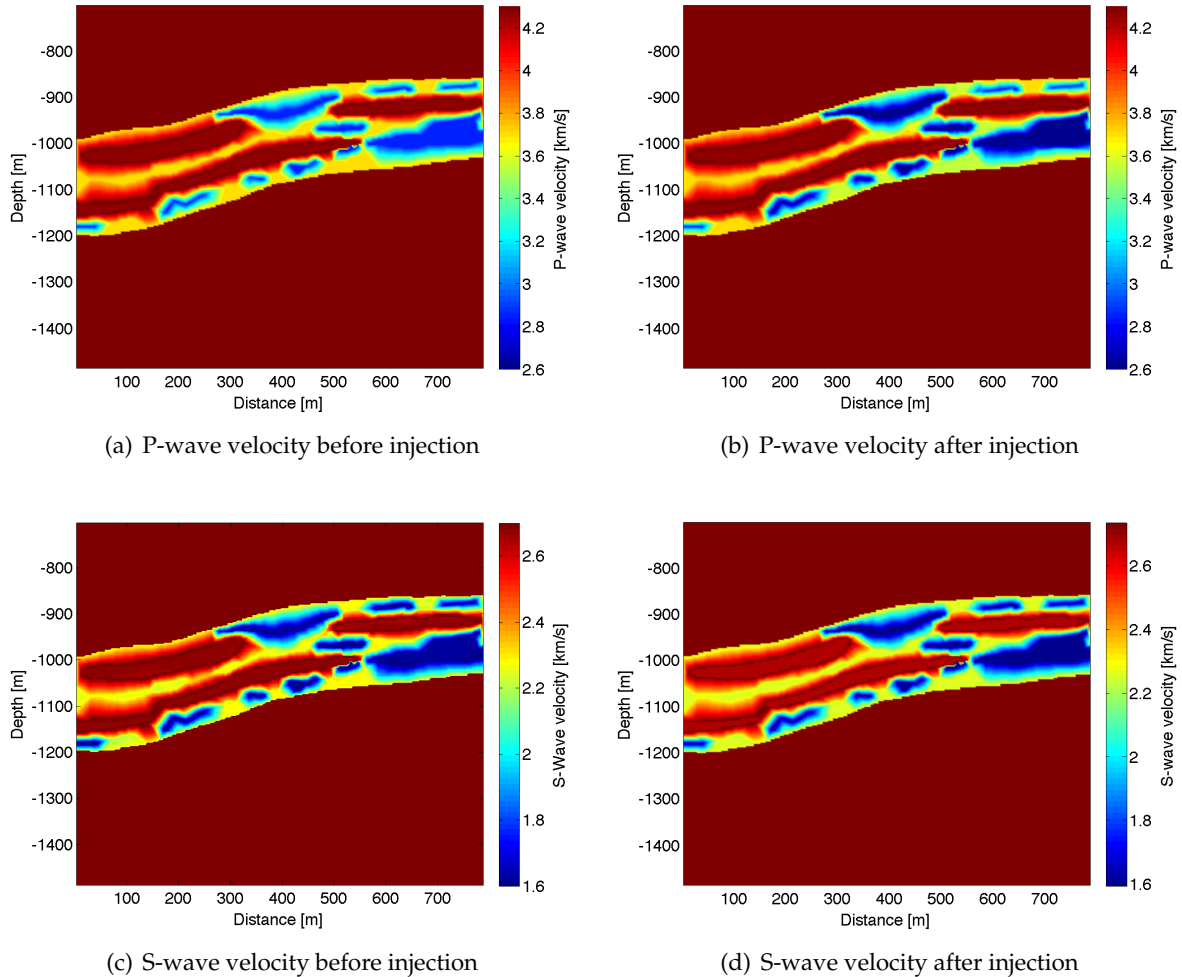 -800
-900
-1000
-1100
-1200
-1300
-1400
Depth [m]
100 200 300 400 500 600 700
Distance [m]
4.2
4
3.8
3.6
3.4
3.2
3
2.8
2.6
P-wave velocity [km/s]
(a) P-wave velocity before injection
-800
-900
-1000
-1100
-1200
-1300
-1400
Depth [m]
100 200 300 400 500 600 700
Distance [m]
4.2
4
3.8
3.6
3.4
3.2
3
2.8
2.6
P-wave velocity [km/s]
(b) P-wave velocity after injection
-800
-900
-1000
-1100
-1200
-1300
-1400
Depth [m]
100 200 300 400 500 600 700
Distance [m]
2.6
2.4
2.2
2
1.8
1.6
S-Wave velocity [km/s]
(c) S-wave velocity before injection
-800
-900
-1000
-1100
-1200
-1300
-1400
Depth [m]
100 200 300 400 500 600 700
Distance [m]
2.6
2.4
2.2
2
1.8
1.6
S-wave velocity [km/s]
(d) S-wave velocity after injection